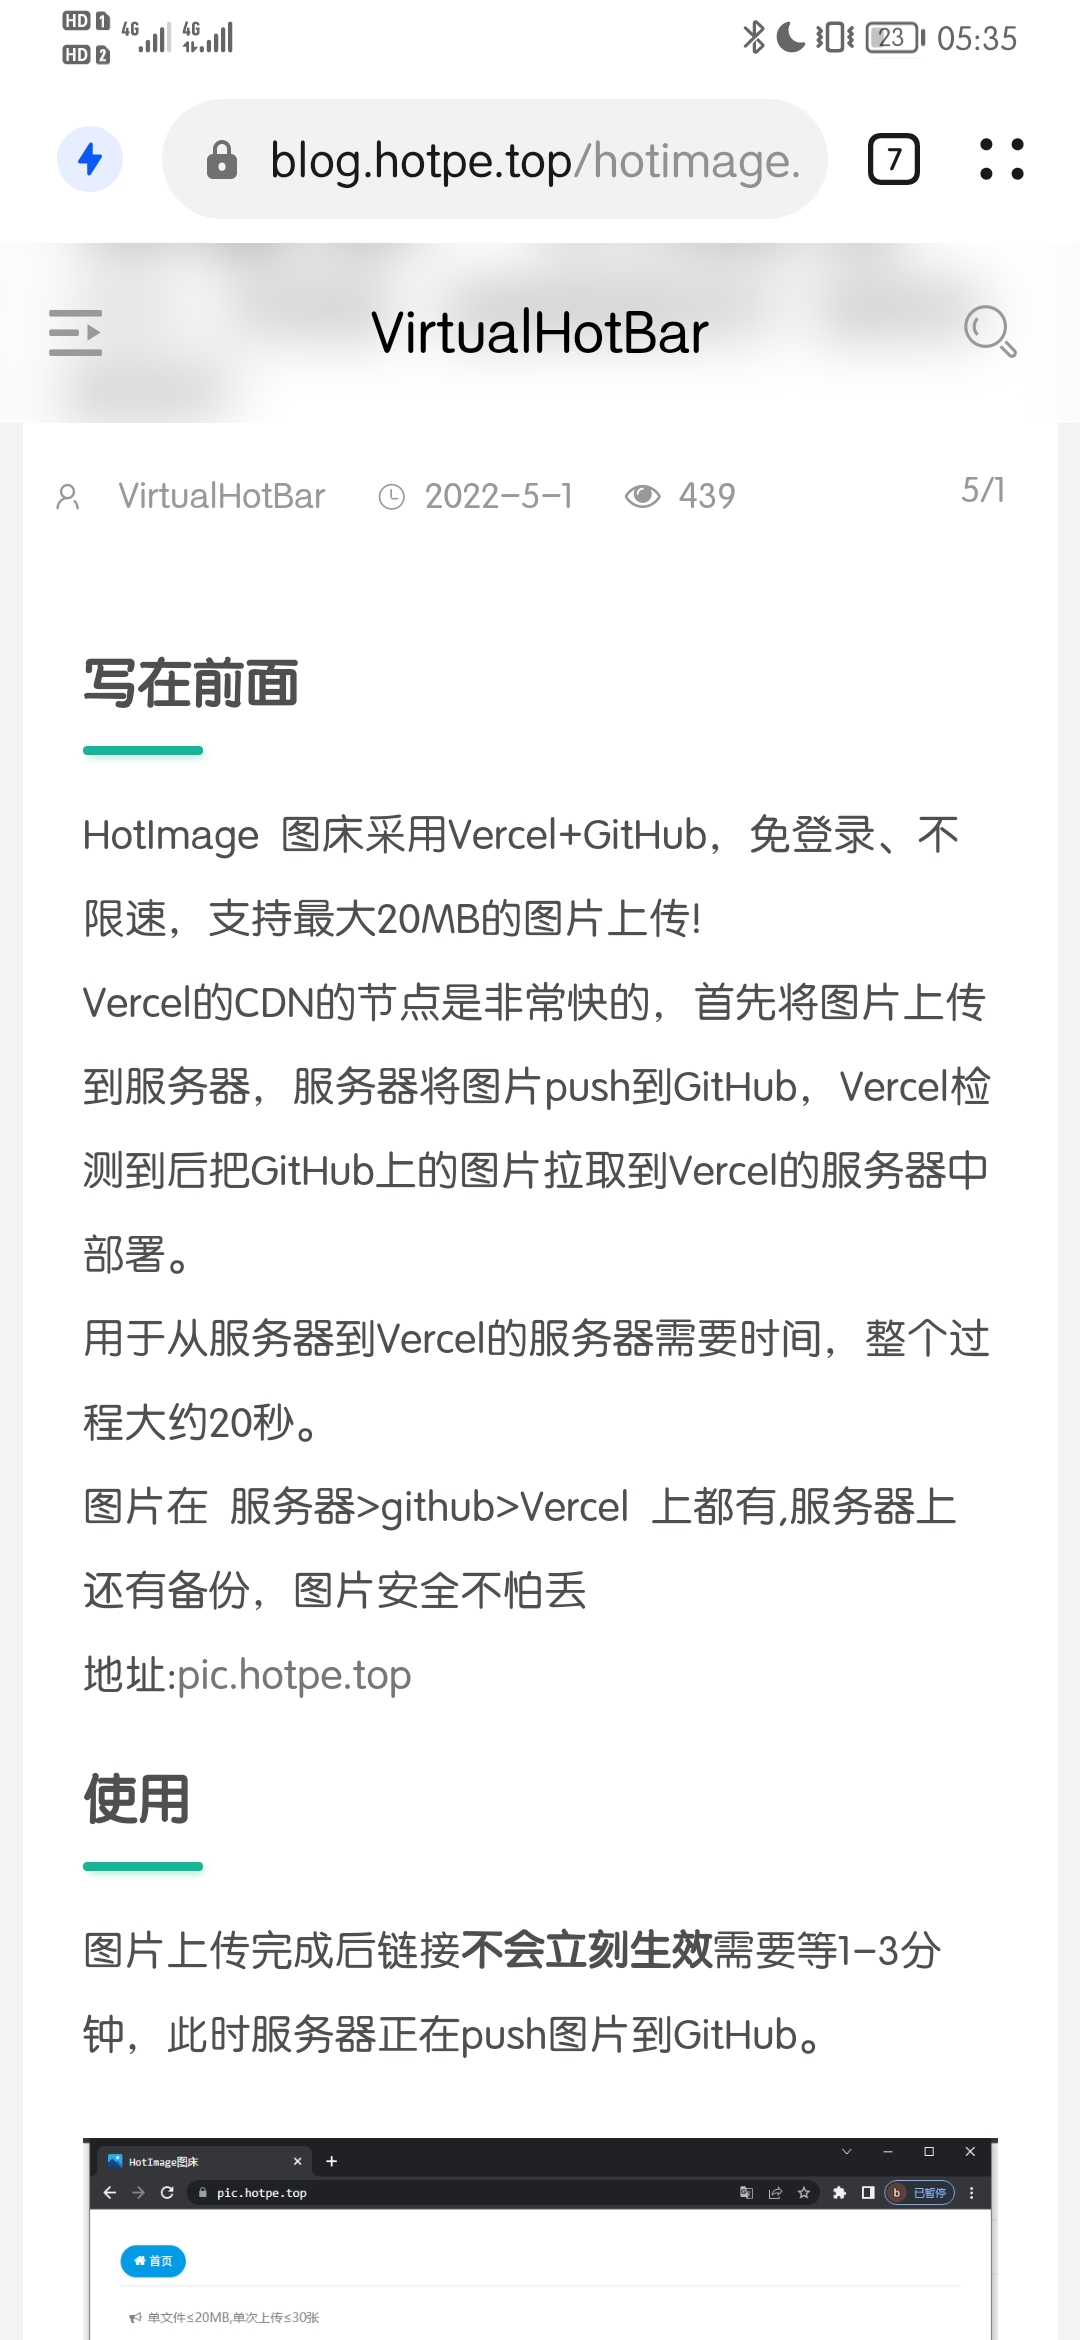 HD 1 4G 4G 23 05:35
HD 2
blog.hotpe.top/hotimage. 7
VirtualHotBar
VirtualHotBar 2022-5-1 439 5/1
写在前面
HotImage 图床采用Vercel+GitHub，免登录、不
限速，支持最大20MB的图片上传!
Vercel的CDN的节点是非常快的，首先将图片上传
到服务器，服务器将图片push到GitHub，Vercel检
测到后把GitHub上的图片拉取到Vercel的服务器中
部署。
用于从服务器到Vercel的服务器需要时间，整个过
程大约20秒。
图片在 服务器>github>Vercel 上都有,服务器上
还有备份，图片安全不怕丢
地址:pic.hotpe.top
使用
图片上传完成后链接不会立刻生效需要等1-3分
钟，此时服务器正在push图片到GitHub。
HotImage图床
pic.hotpe.top b 已暂停
首页
单文件≤20MB,单次上传≤30张